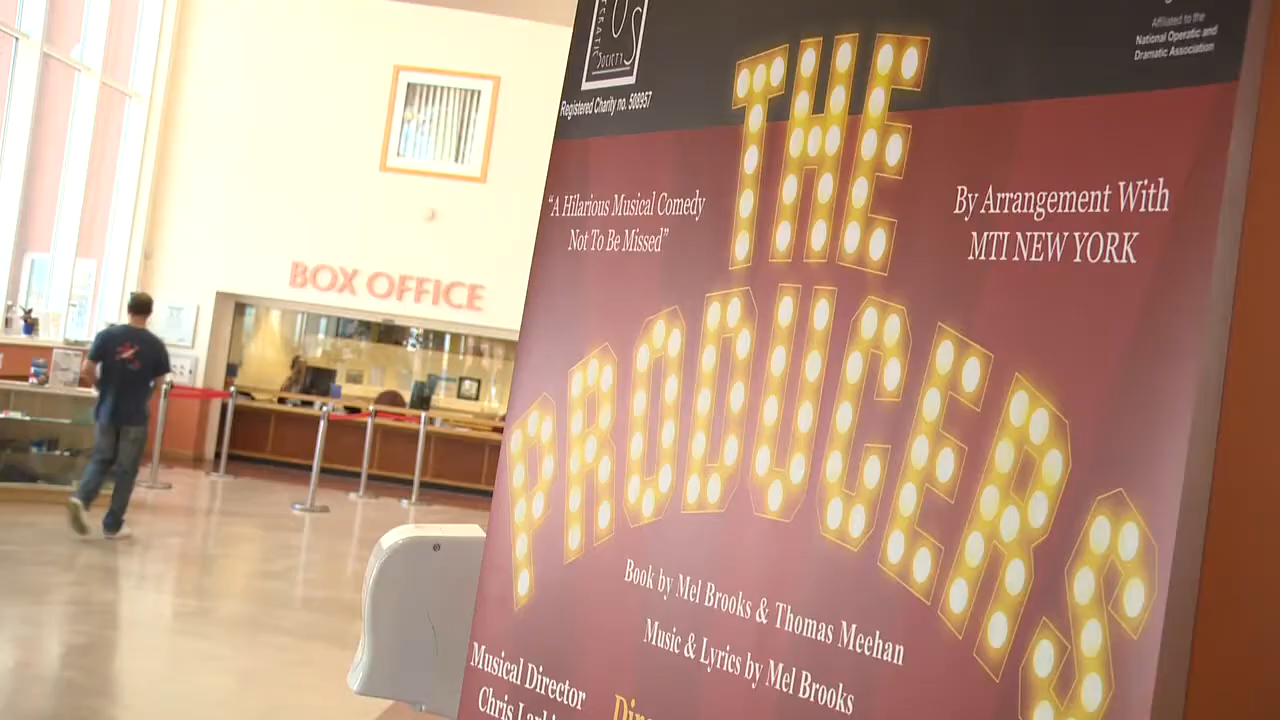 SOCIETY
Registered Charity no. 508957
Affiliated to the
National Operatic and
Dramatic Association
THE
PRODUCERS
"A Hilarious Musical Comedy
Not To Be Missed"
By Arrangement With
MTI NEW YORK
BOX OFFICE
Book by Mel Brooks & Thomas Meehan
Music & Lyrics by Mel Brooks
Musical Director
Chris